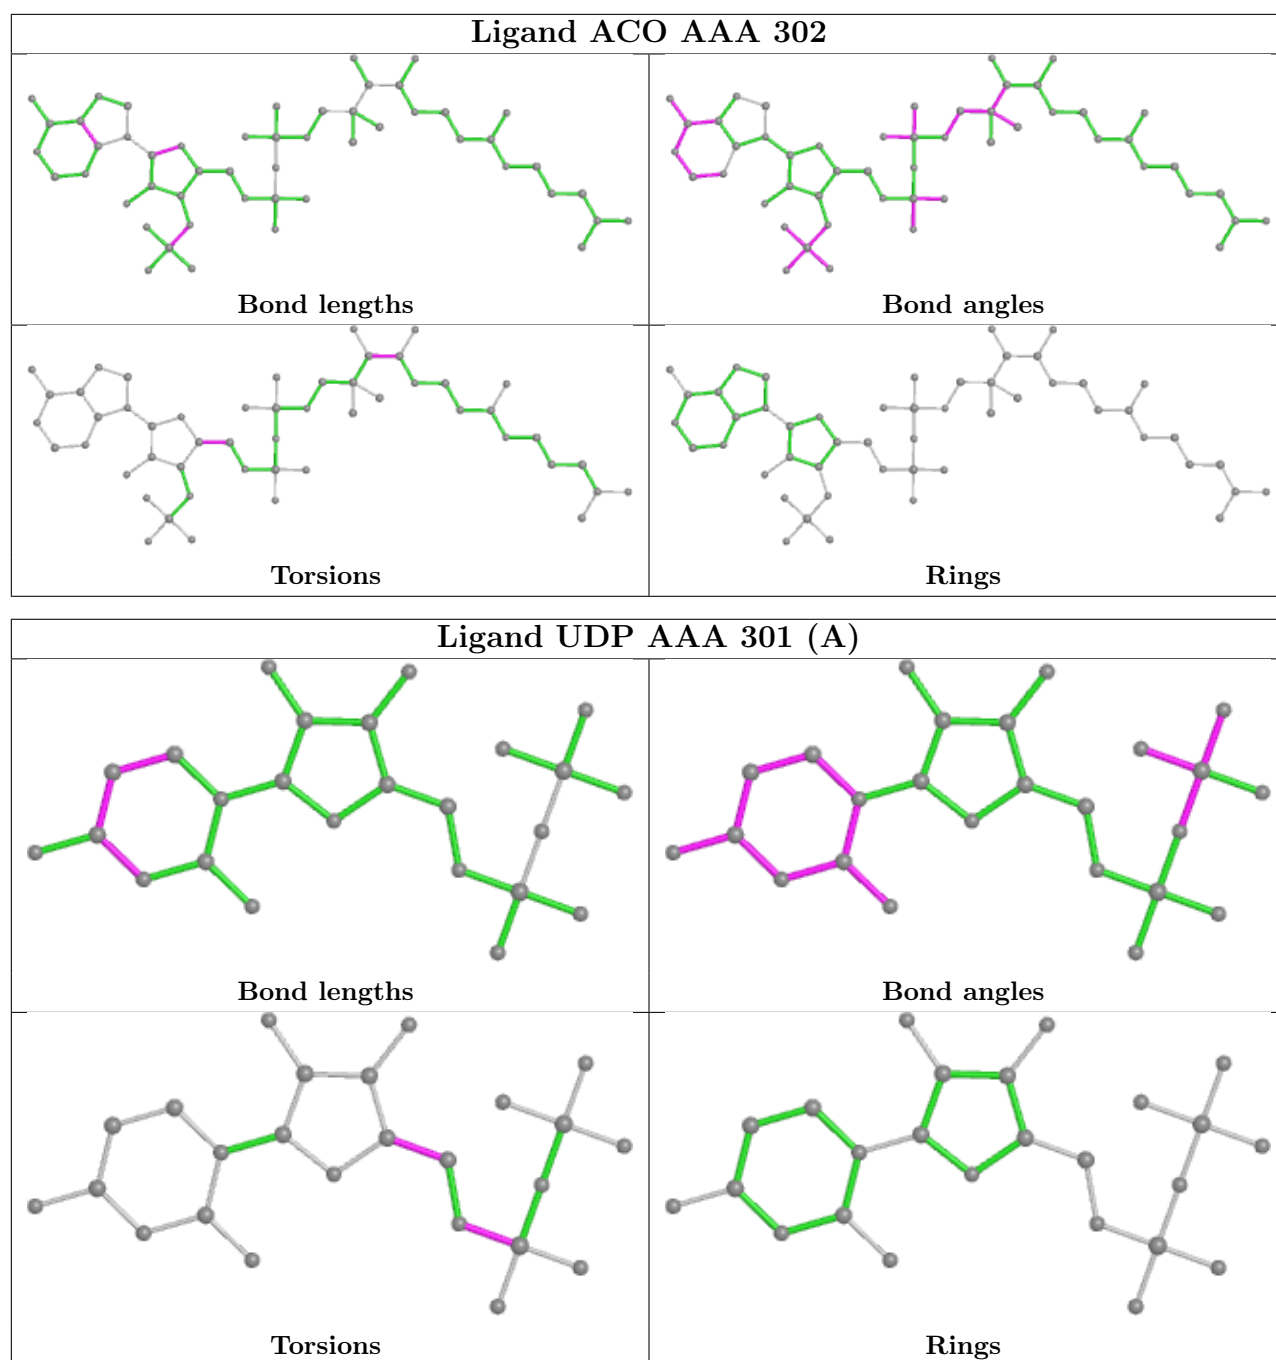 Ligand ACO AAA 302
Bond lengths
Bond angles
Torsions
Rings
Ligand UDP AAA 301 (A)
Bond lengths
Bond angles
Torsions
Rings